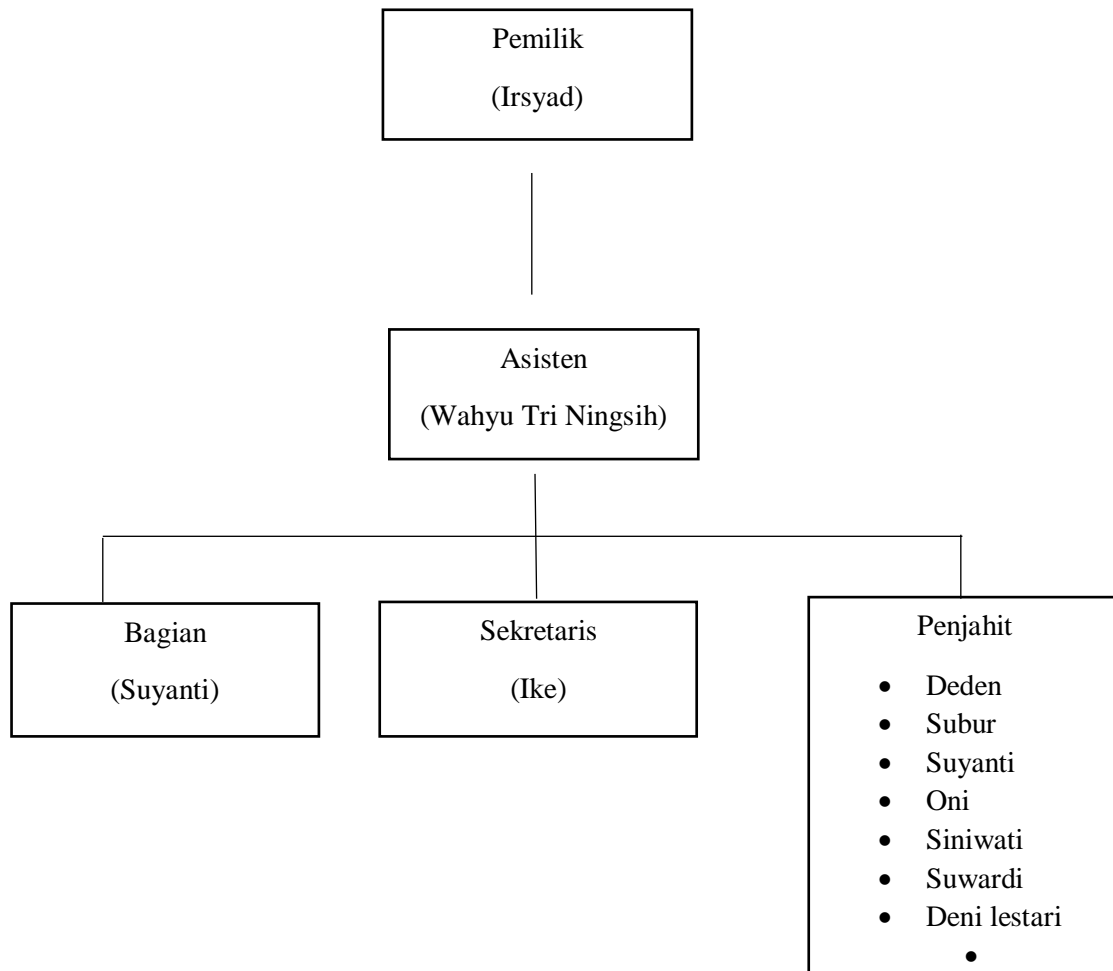 Pemilik
(Irsyad)
Asisten
(Wahyu Tri Ningsih)
Bagian
(Suyanti)
Sekretaris
(Ike)
Penjahit
• Deden
• Subur
• Suyanti
• Oni
• Siniwati
• Suwardi
• Deni lestari
•